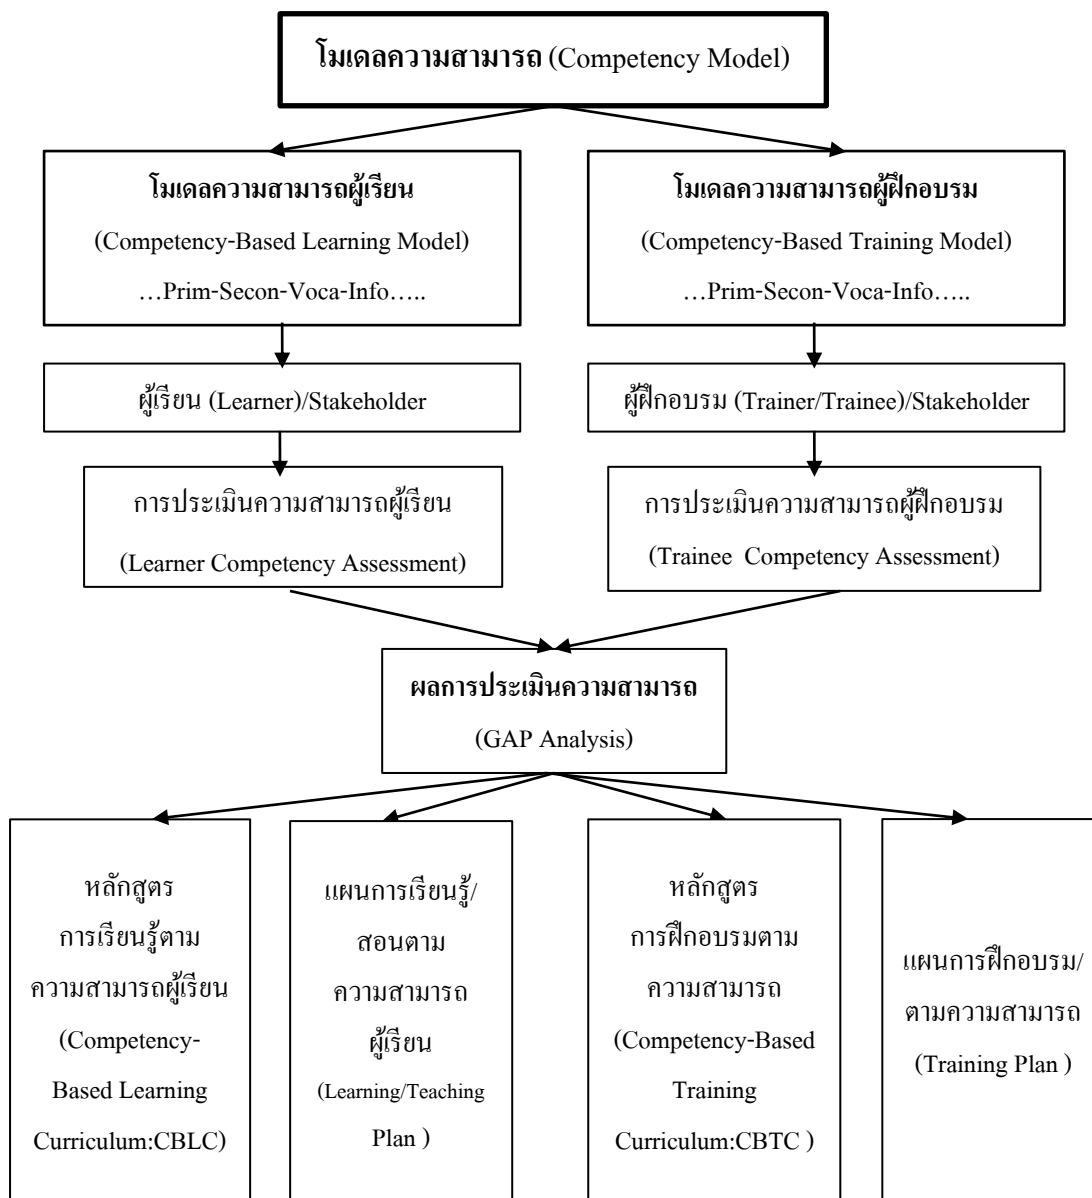 โมเดลความสามารถ (Competency Model)
โมเดลความสามารถผู้เรียน
(Competency-Based Learning Model)
…Prim-Secon-Voca-Info…..
โมเดลความสามารถผู้ฝึกอบรม
(Competency-Based Training Model)
…Prim-Secon-Voca-Info…..
ผู้เรียน (Learner)/Stakeholder
ผู้ฝึกอบรม (Trainer/Trainee)/Stakeholder
การประเมินความสามารถผู้เรียน
(Learner Competency Assessment)
การประเมินความสามารถผู้ฝึกอบรม
(Trainee  Competency Assessment)
ผลการประเมินความสามารถ
(GAP Analysis)
หลักสูตร
การเรียนรู้ตาม
ความสามารถผู้เรียน
(Competency-
Based Learning
Curriculum:CBLC)
แผนการเรียนรู้/
สอนตาม
ความสามารถ
ผู้เรียน
(Learning/Teaching
Plan )
หลักสูตร
การฝึกอบรมตาม
ความสามารถ
(Competency-Based
Training
Curriculum:CBTC )
แผนการฝึกอบรม/
ตามความสามารถ
(Training Plan )